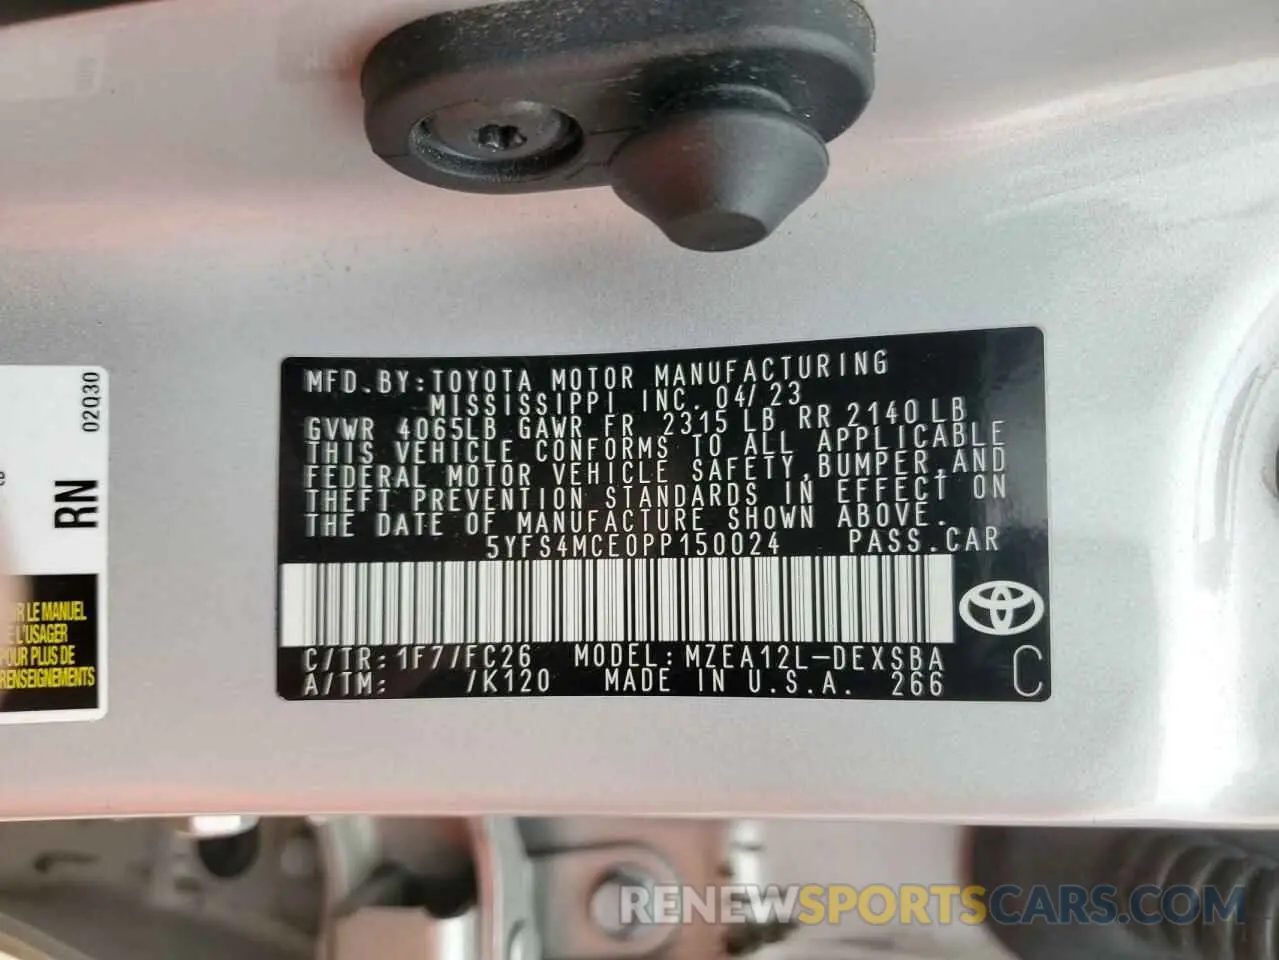 MFD.BY:TOYOTA MOTOR MANUFACTURING
MISSISSIPPI INC. 04/23
GVWR 4065LB GAWR FR 2315 LB RR 2140 LB
THIS VEHICLE CONFORMS TO ALL APPLICABLE
FEDERAL MOTOR VEHICLE SAFETY,BUMPER,AND
THEFT PREVENTION STANDARDS IN EFFECT ON
THE DATE OF MANUFACTURE SHOWN ABOVE.
5YFS4MCE0PP150024 PASS.CAR
C/TR:1F7/FC26 MODEL:MZEA12L-DEXSBA
A/TM: /K120 MADE IN U.S.A. 266
C
02Q30
RN
LE MANUEL
L'USAGER
POUR PLUS DE
RENSEIGNEMENTS
RENEWSPORTSCARS.COM